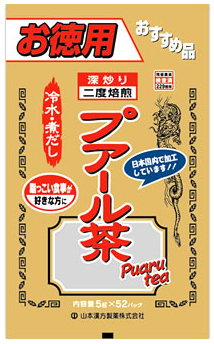 お徳用
おすすめ品
深炒り
二度焙煎
冷水・煮だし
プアール茶
日本国内で加工
しています!!
脂っこい食事が
好きな方に
Puaru
tea
内容量5g×52パック
山本漢方製薬株式会社